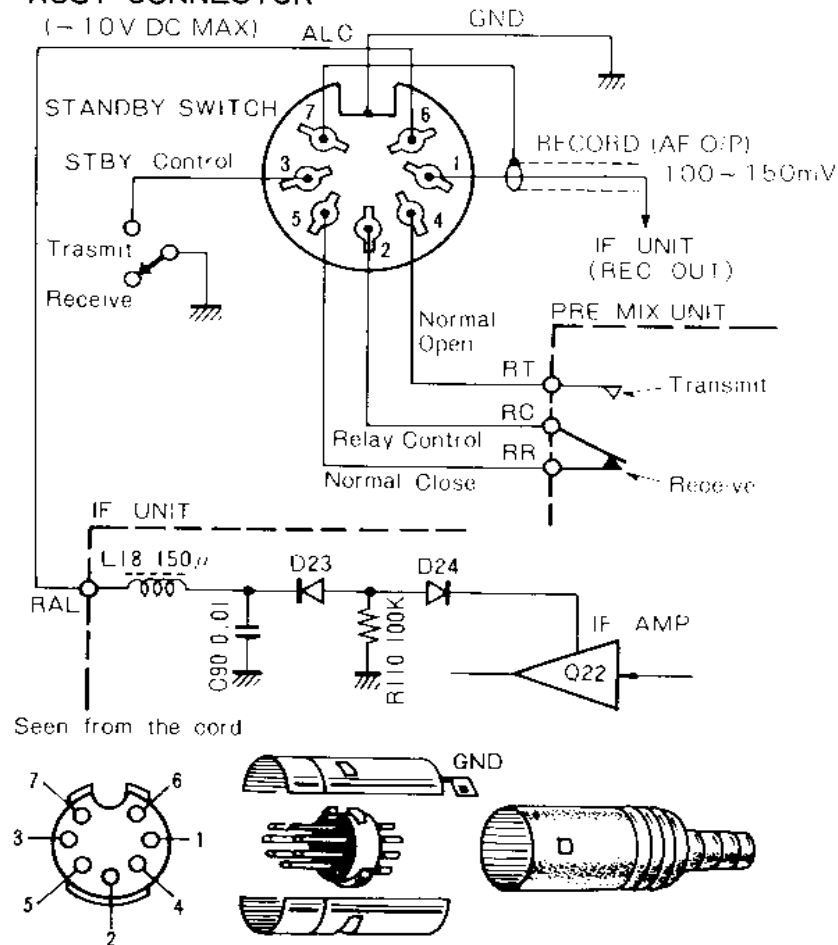 (-10V DC MAX)
ALC
GND
STANDBY SWITCH
7
6
RECORD (AF O/P)
STBY Control
3
1
100~150mV
5
4
2
Trasmit
IF UNIT
(REC OUT)
Receive
Normal
Open
PRE MIX UNIT
RT
Transmit
RC
Relay Control
RR
Normal Close
Receive
IF UNIT
L18 150μ
D23
D24
RAL
C90 0.01
R110 100K
IF AMP
Q22
Seen from the cord
GND
7
6
3
1
5
4
2